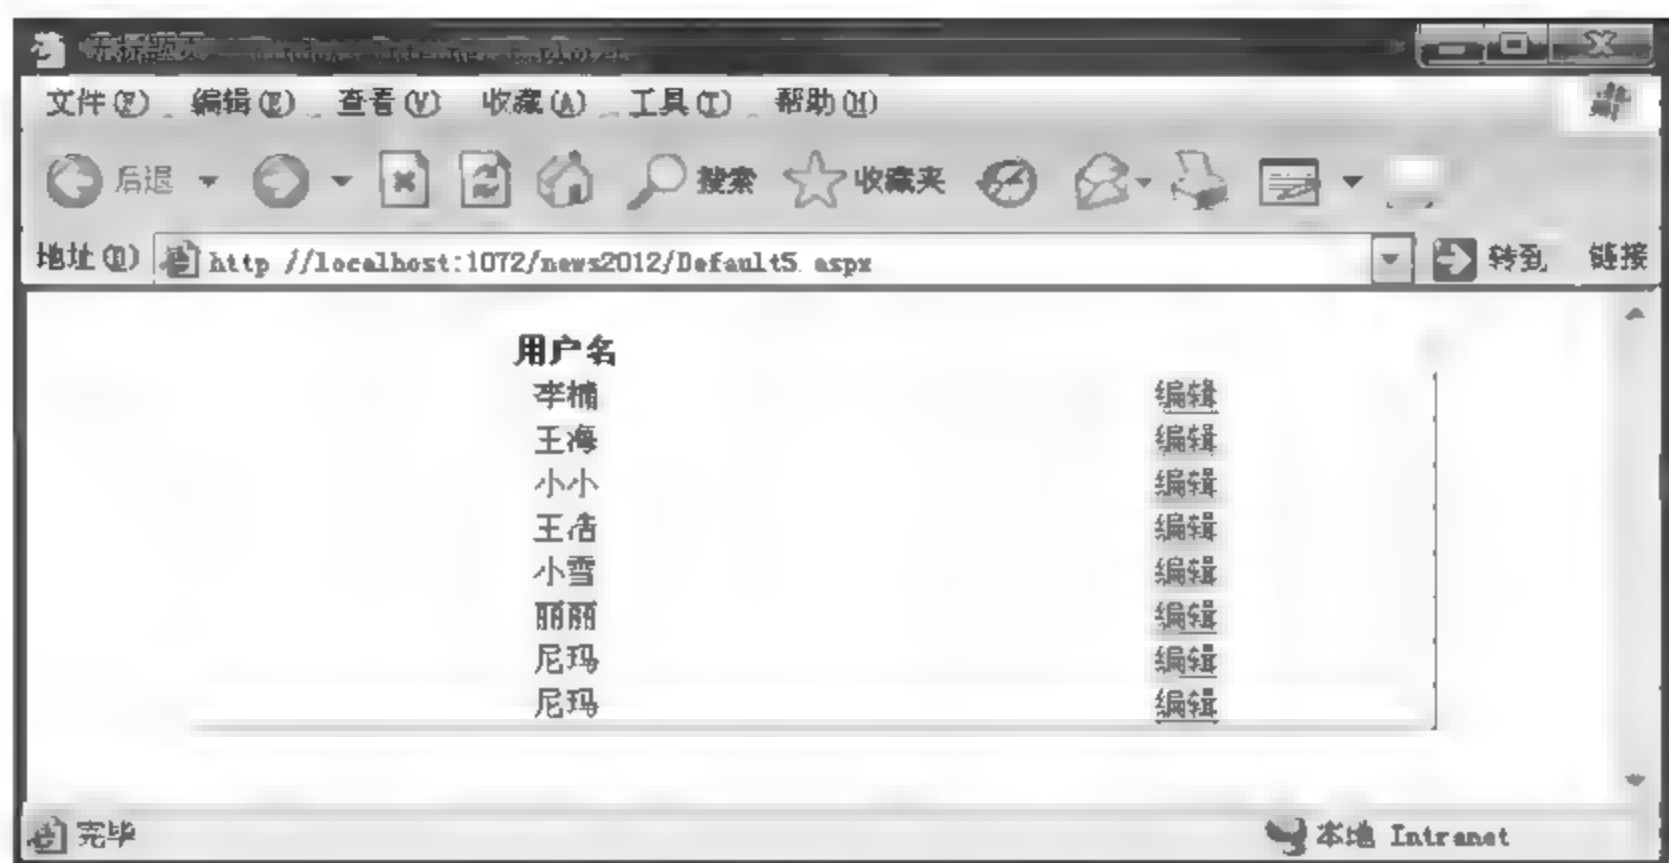 文件(F) 编辑(E) 查看(V) 收藏(A) 工具(T) 帮助(H)
后退 搜索 收藏夹
地址(D) http //localhost:1072/news2012/Default5.aspx 转到 链接
用户名
李楠 编辑
王海 编辑
小小 编辑
王浩 编辑
小雪 编辑
丽丽 编辑
尼玛 编辑
尼玛 编辑
完毕 本地 Intranet